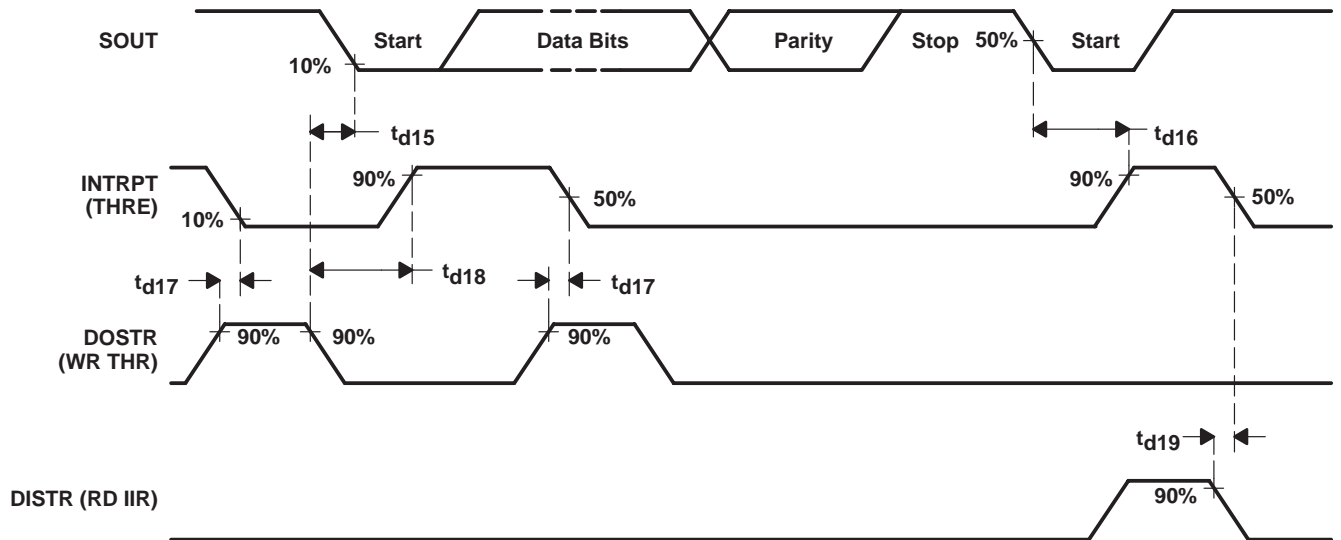 SOUT
Start
Data Bits
Parity
Stop
50%
Start
10%
td15
td16
INTRPT
(THRE)
90%
50%
90%
50%
10%
td17
td18
td17
DOSTR
(WR THR)
90%
90%
90%
td19
DISTR (RD IIR)
90%